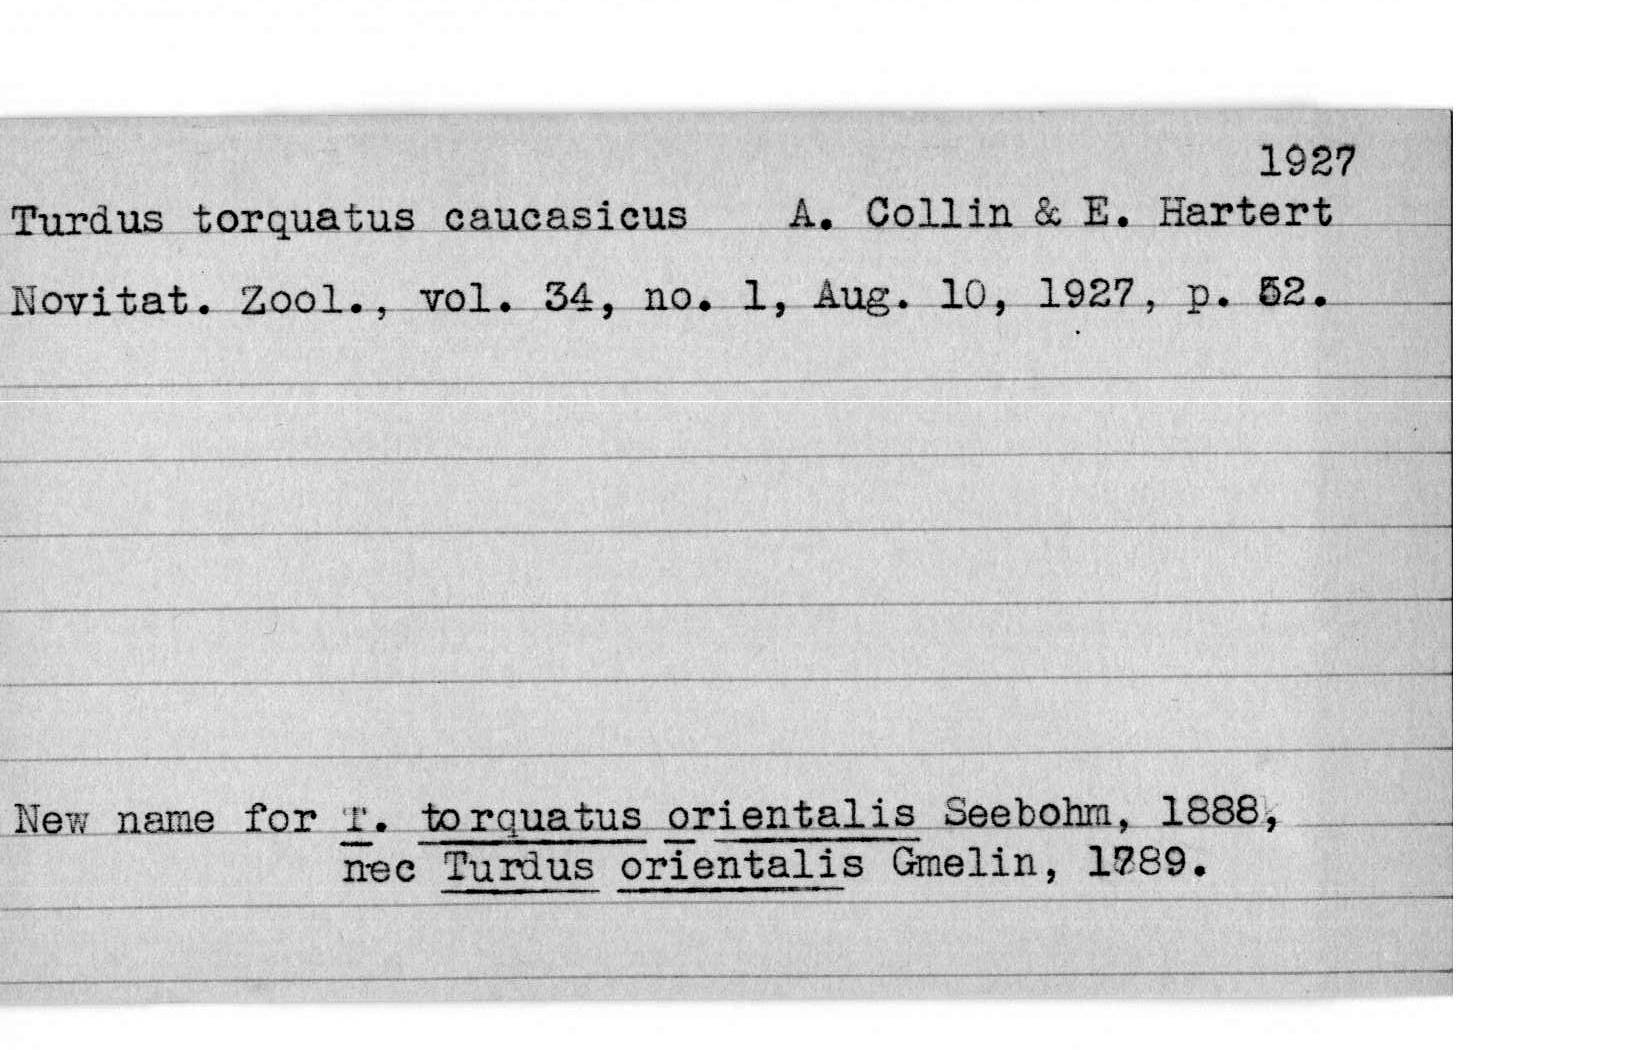 1927
Turdus torquatus caucasicus A. Collin & E. Hartert
Novitat. Zool., vol. 34, no. 1, Aug. 10, 1927, p. 52.
New name for T. torquatus orientalis Seebohm, 1888,
nec Turdus orientalis Gmelin, 1789.